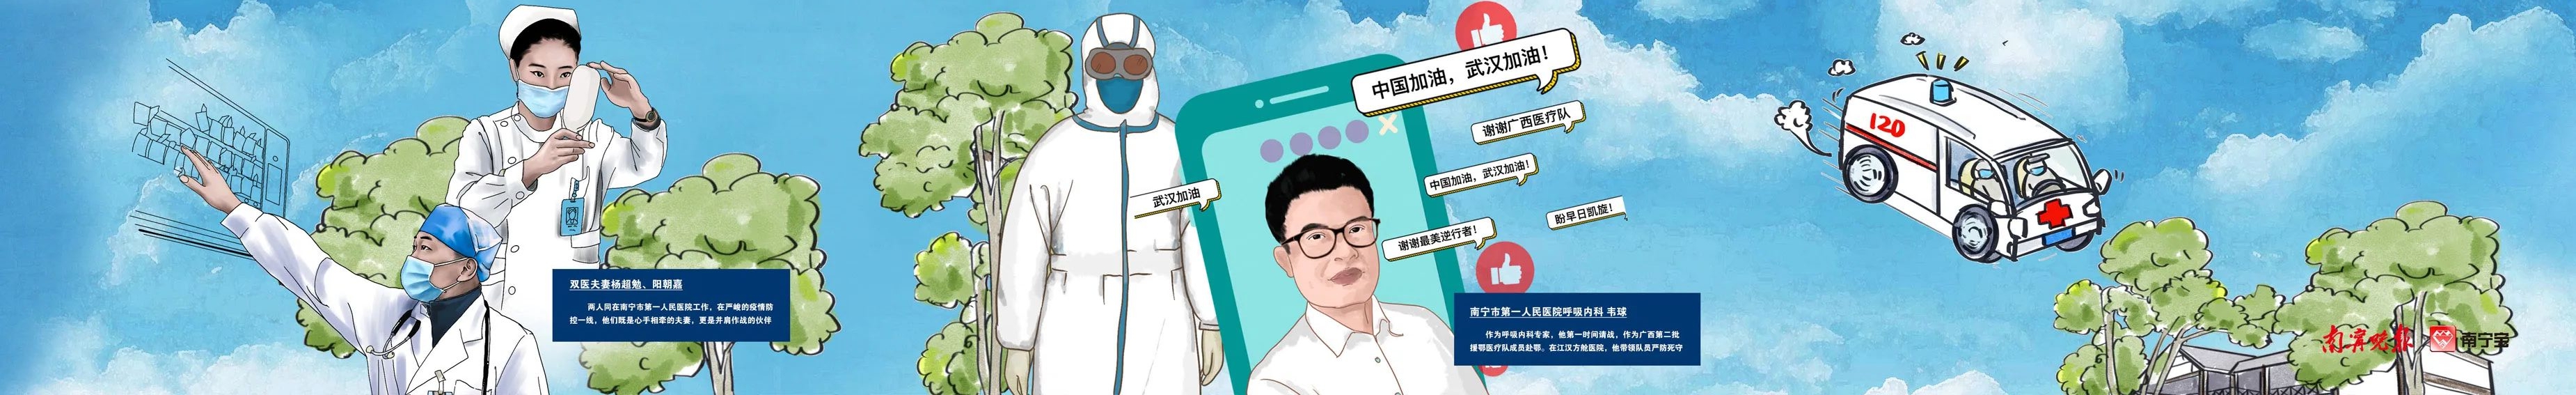 双医夫妻杨超勉、阳朝嘉
两人同在南宁市第一人民医院工作，在严峻的疫情防
控一线，他们既是心手相牵的夫妻，更是并肩作战的伙伴
武汉加油
中国加油，武汉加油！
谢谢广西医疗队
中国加油，武汉加油！
盼早日凯旋！
谢谢最美逆行者！
南宁市第一人民医院呼吸内科 韦球
作为呼吸内科专家，他第一时间请战，作为广西第二批
援鄂医疗队成员赴鄂。在江汉方舱医院，他带领队员严防死守
120
南宁晚报
南宁宝